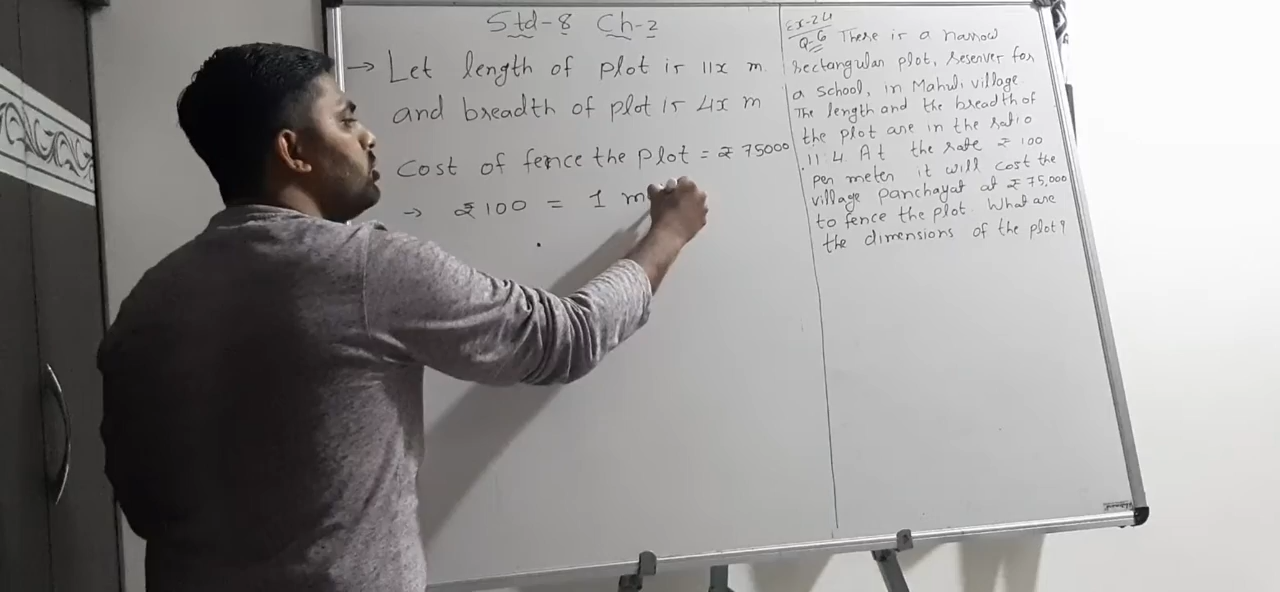 Std-8 Ch-2
→ Let length of plot is 11x m.
and breadth of plot is 4x m
Cost of fence the plot = ₹ 75000
→ ₹ 100 = 1 m
Ex-2.4
Q-6 There is a narrow
rectangular plot, reserver for
a school, in Mahuli village
The length and the breadth of
the plot are in the ratio
11:4. At the rate ₹ 100
per meter it will cost the
village Panchayat at ₹ 75,000
to fence the plot. What are
the dimensions of the plot?